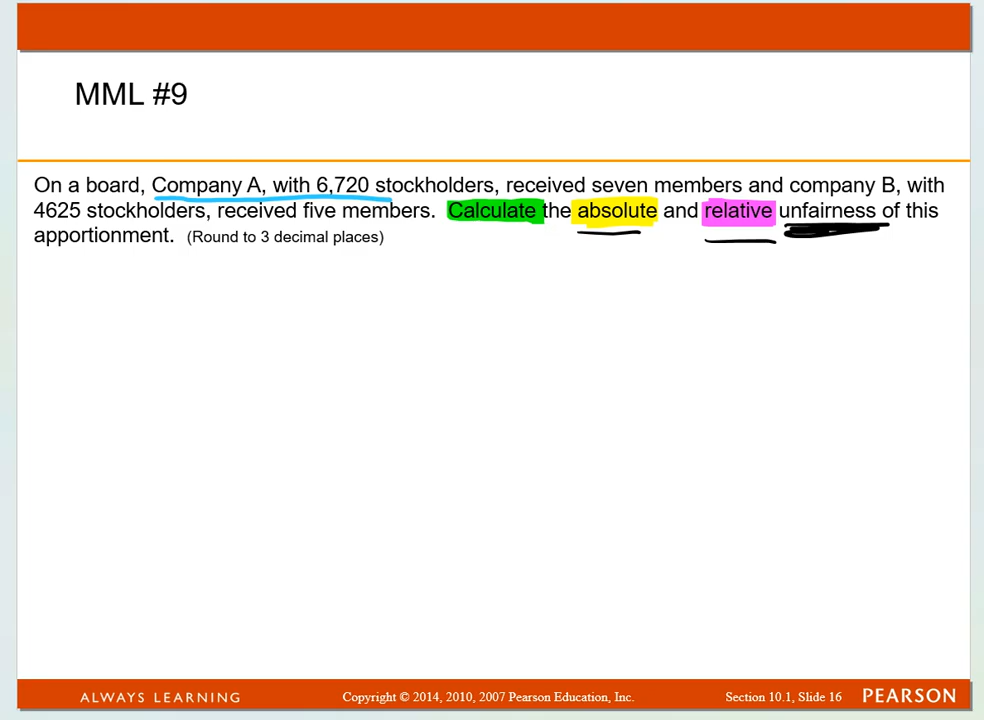 MML #9
On a board, Company A, with 6,720 stockholders, received seven members and company B, with
4625 stockholders, received five members. Calculate the absolute and relative unfairness of this
apportionment. (Round to 3 decimal places)
ALWAYS LEARNING Copyright © 2014, 2010, 2007 Pearson Education, Inc. Section 10.1, Slide 16 PEARSON